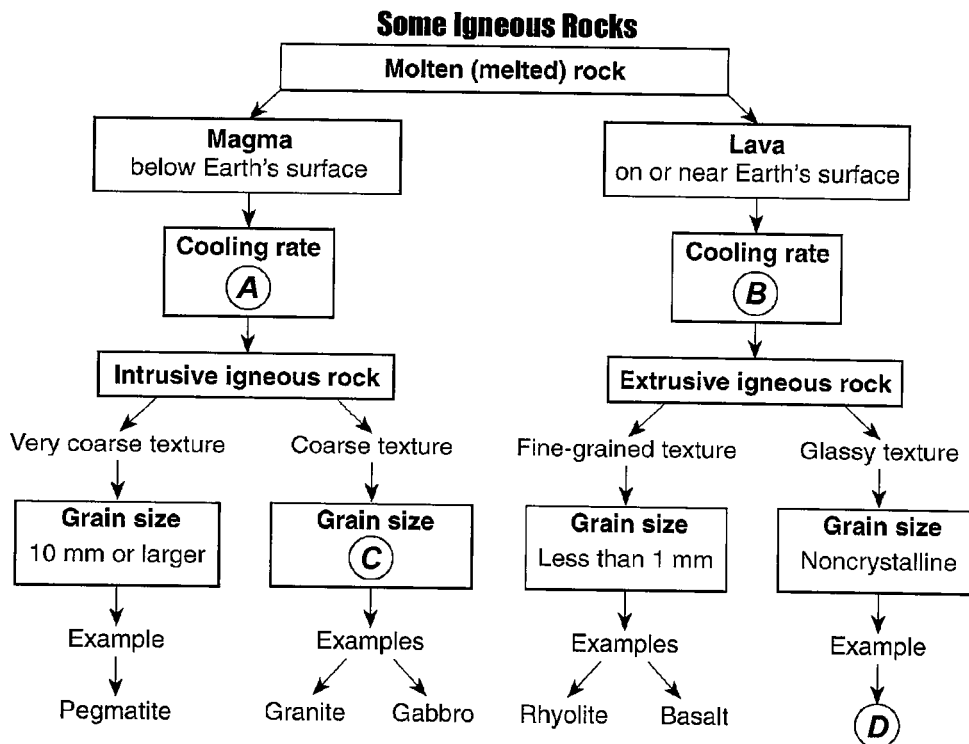 Some Igneous Rocks
Molten (melted) rock
Magma
below Earth's surface
Lava
on or near Earth's surface
Cooling rate
A
Cooling rate
B
Intrusive igneous rock
Extrusive igneous rock
Very coarse texture
Coarse texture
Fine-grained texture
Glassy texture
Grain size
10 mm or larger
Grain size
C
Grain size
Less than 1 mm
Grain size
Noncrystalline
Example
Examples
Examples
Example
Pegmatite
Granite
Gabbro
Rhyolite
Basalt
D